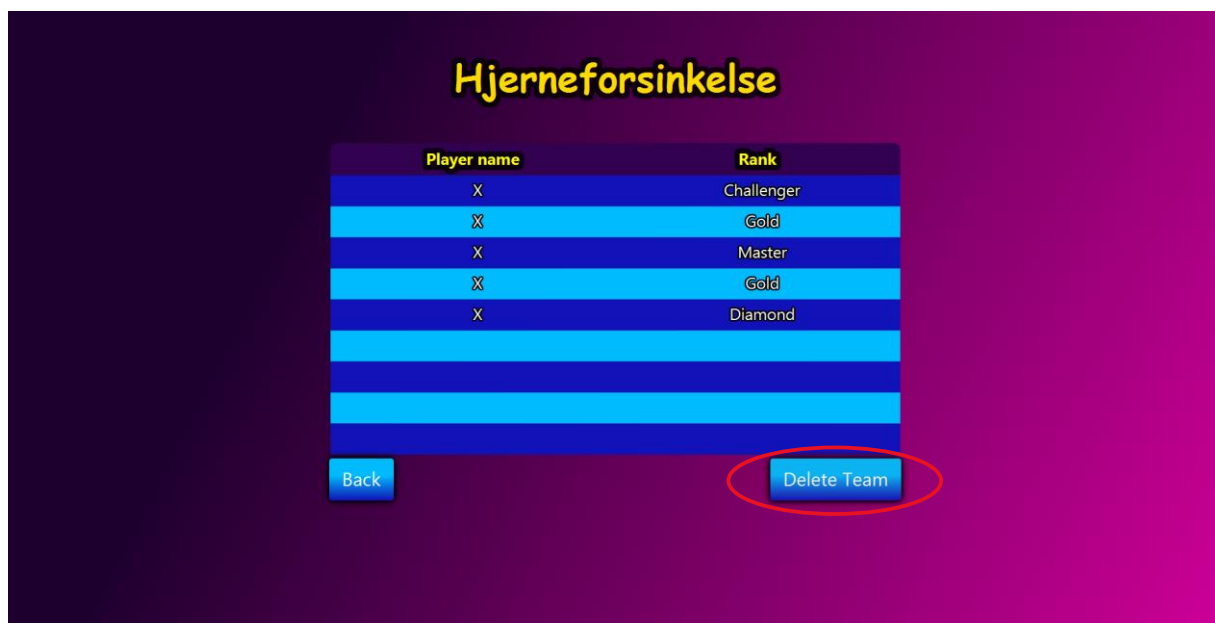 Hjerneforsinkelse
Player name Rank
X Challenger
X Gold
X Master
X Gold
X Diamond
Back Delete Team